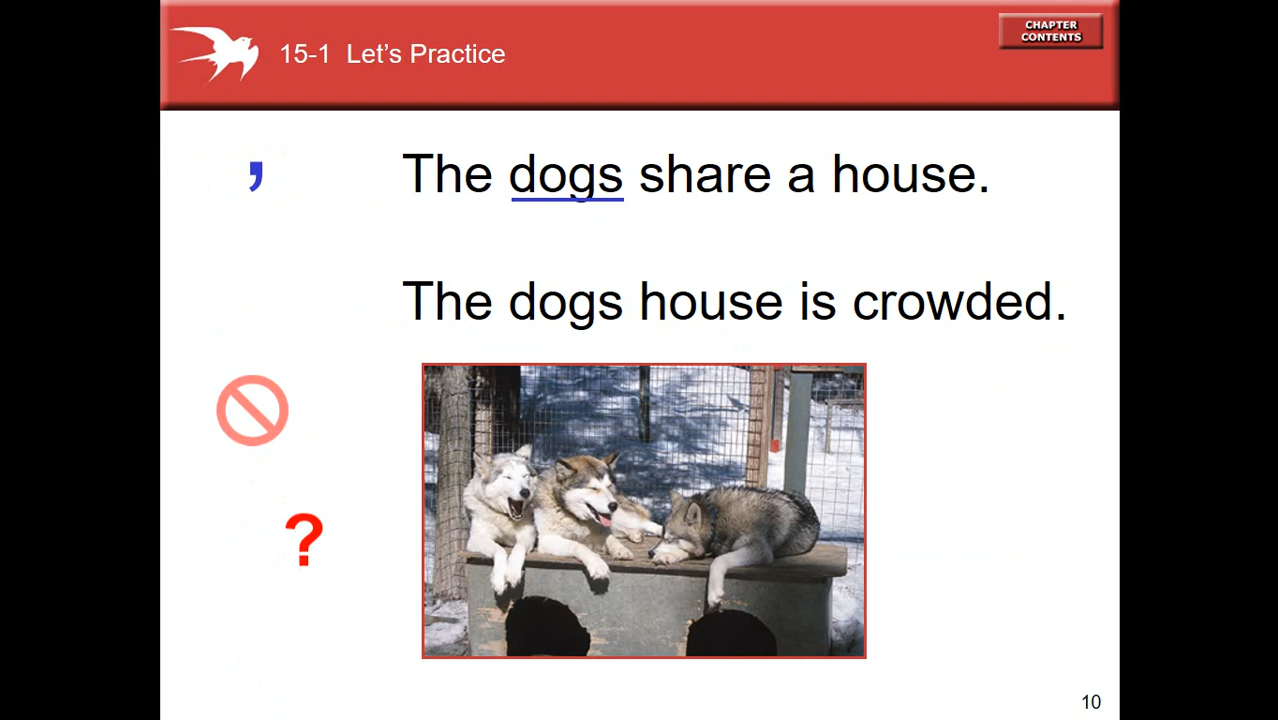 15-1 Let's Practice
CHAPTER
CONTENTS
,
The dogs share a house.
The dogs house is crowded.
?
10